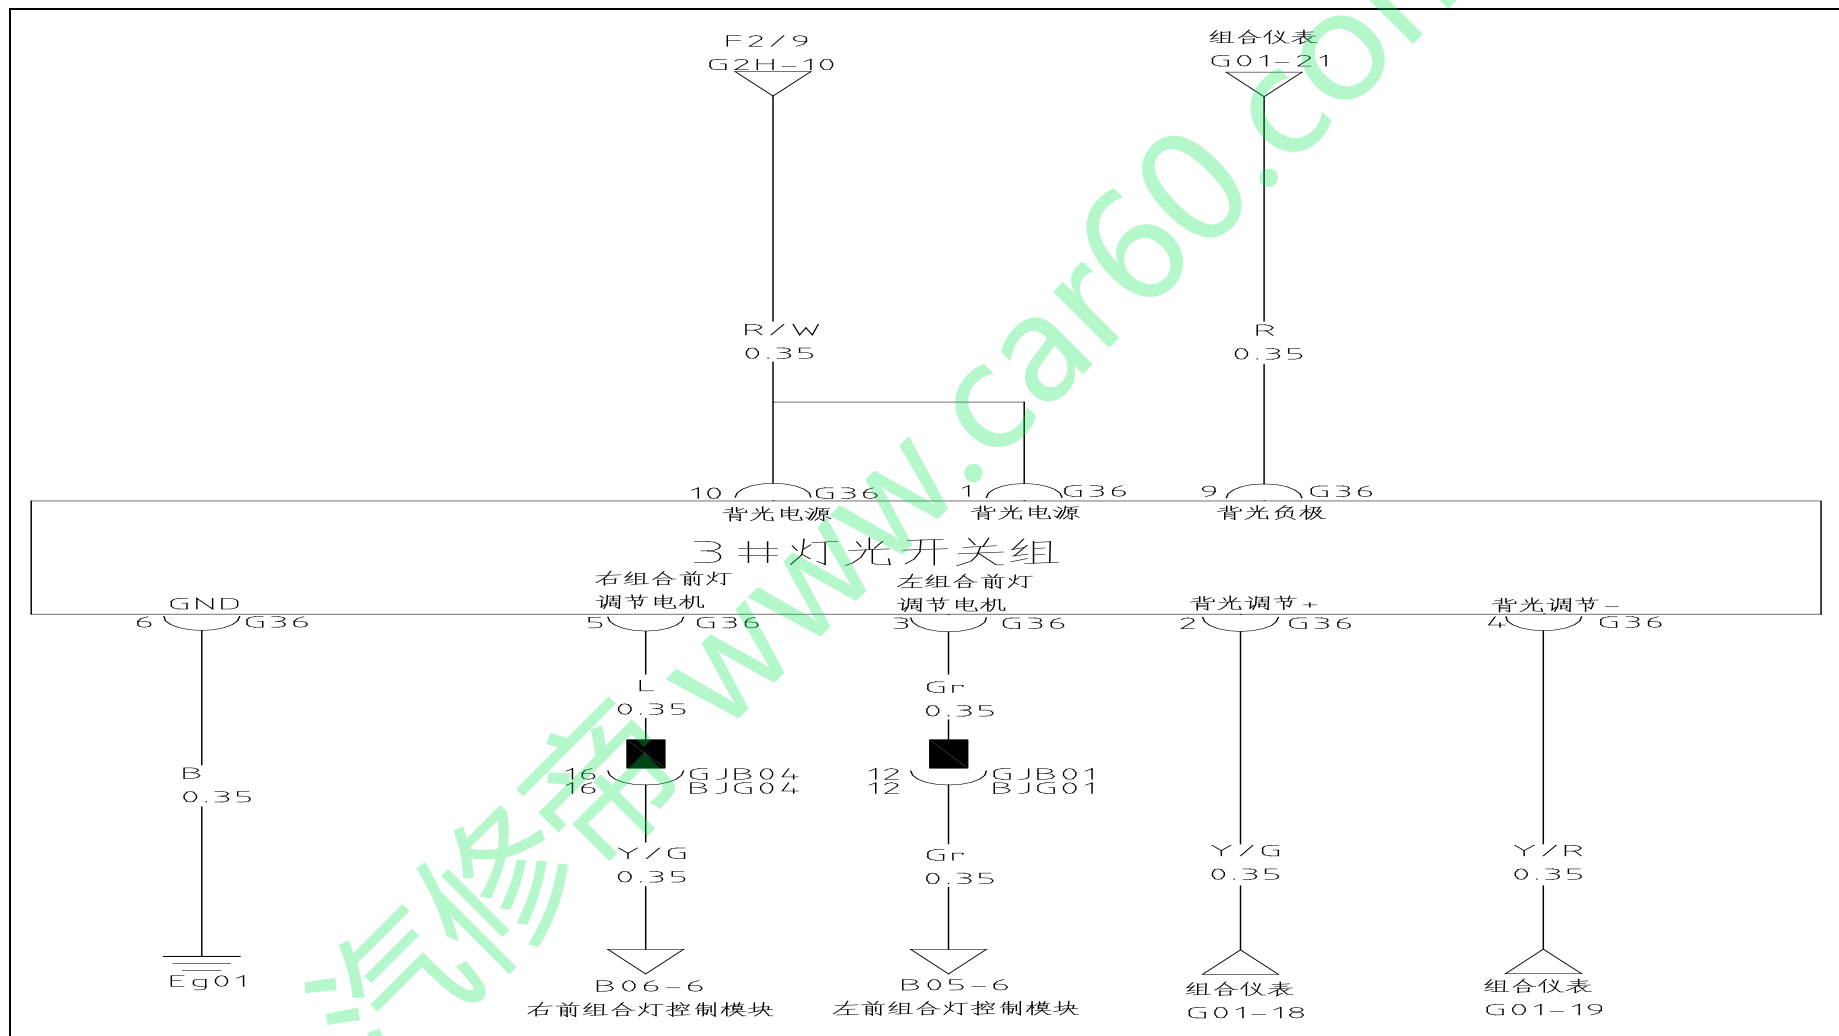 F2/9
G2H-10
组合仪表
G01-21
R/W
0.35
R
0.35
10 G36
1 G36
9 G36
背光电源
背光电源
背光负极
3#灯光开关组
右组合前灯
调节电机
左组合前灯
调节电机
GND
背光调节+
背光调节-
6 G36
5 G36
3 G36
2 G36
4 G36
L
0.35
Gr
0.35
B
0.35
16 GJB04
16 BJG04
12 GJB01
12 BJG01
Y/G
0.35
Gr
0.35
Y/G
0.35
Y/R
0.35
Eg01
B06-6
右前组合灯控制模块
B05-6
左前组合灯控制模块
组合仪表
G01-18
组合仪表
G01-19
汽修帝 www.car60.com